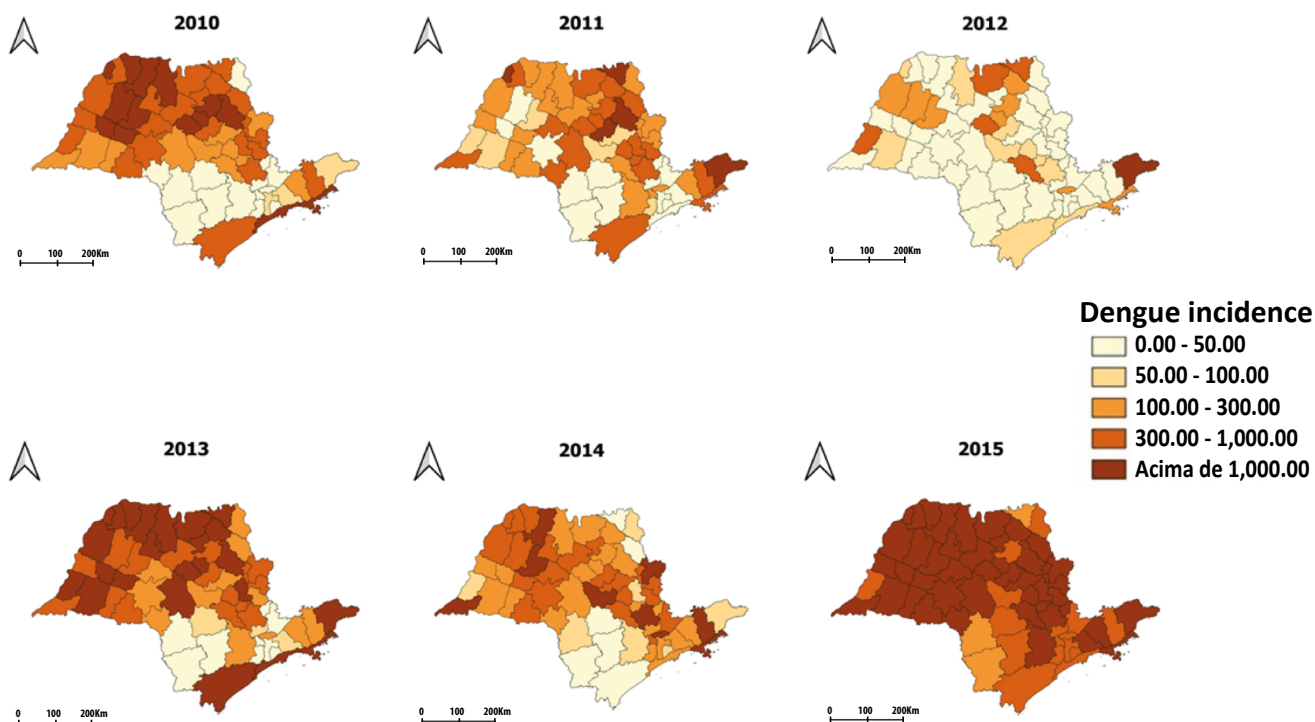 2010
2011
2012
0 100 200Km
0 100 200Km
0 100 200Km
Dengue incidence
0.00 - 50.00
50.00 - 100.00
100.00 - 300.00
300.00 - 1,000.00
Acima de 1,000.00
2013
2014
2015
0 100 200Km
0 100 200Km
0 100 200Km